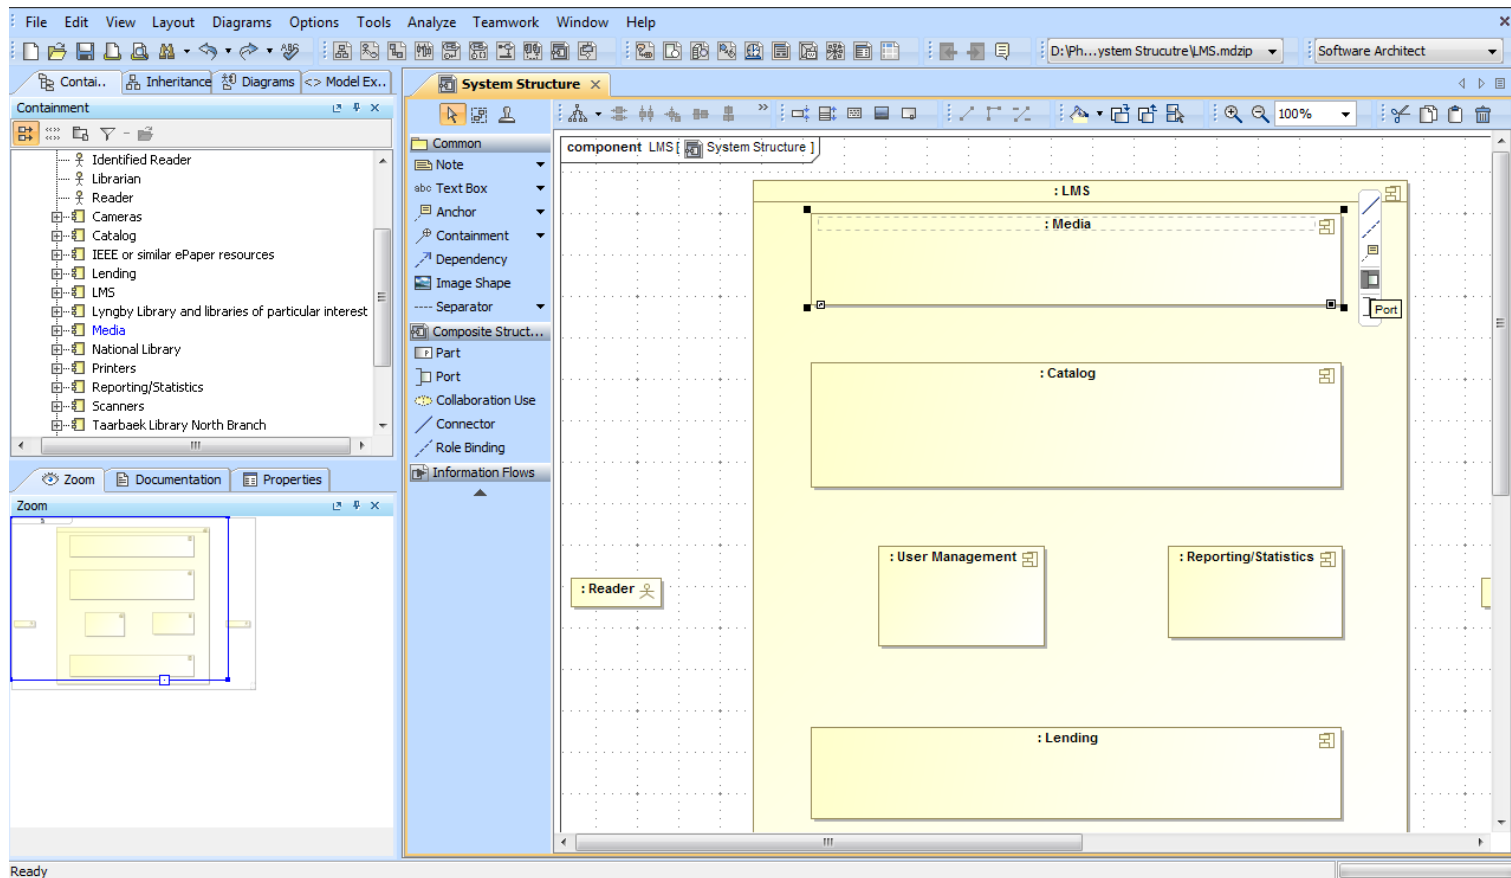 File Edit View Layout Diagrams Options Tools Analyze Teamwork Window Help
D:\Ph...ystem Strucutre\LMS.mdzip
Software Architect
Contai.. Inheritance Diagrams <> Model Ex..
System Structure
Containment
100%
Identified Reader
Librarian
Reader
Cameras
Catalog
IEEE or similar ePaper resources
Lending
LMS
Lyngby Library and libraries of particular interest
Media
National Library
Printers
Reporting/Statistics
Scanners
Taarbaek Library North Branch
Zoom Documentation Properties
Zoom
Common
Note
abc Text Box
Anchor
Containment
Dependency
Image Shape
Separator
Composite Struct...
Part
Port
Collaboration Use
Connector
Role Binding
Information Flows
component LMS [ System Structure ]
: LMS
: Media
Port
: Catalog
: User Management
: Reporting/Statistics
: Reader
: Lending
Ready